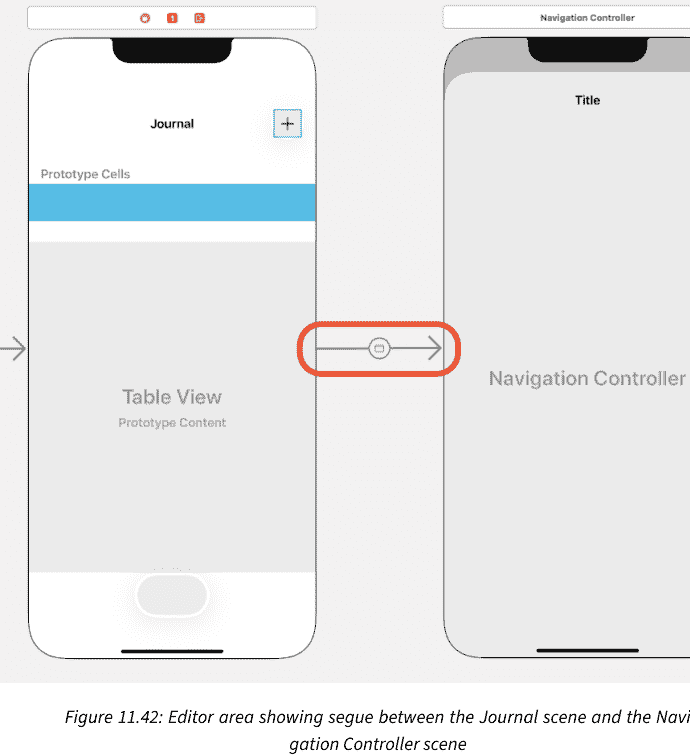 Navigation Controller
1
Title
Journal
Prototype Cells
Table View
Prototype Content
Navigation Controller
Figure 11.42: Editor area showing segue between the Journal scene and the Navi
gation Controller scene